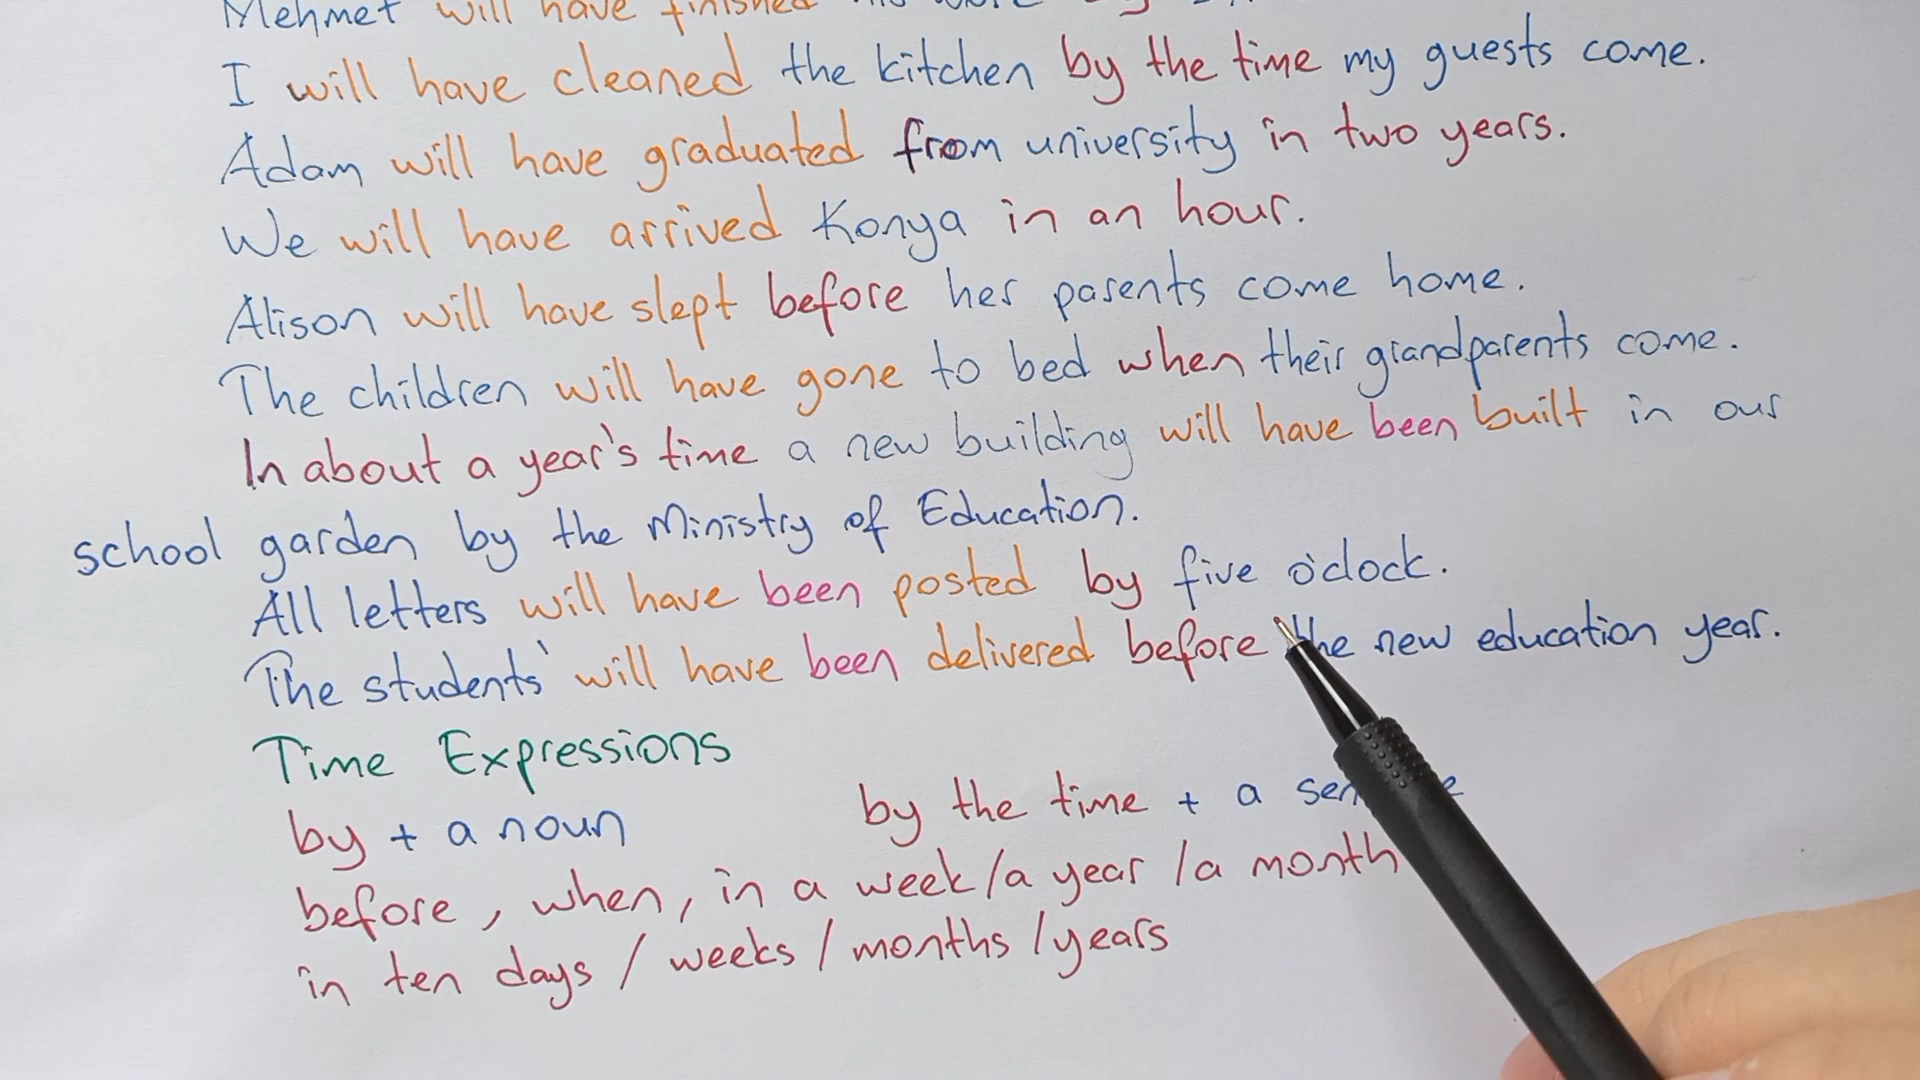 Mehmet will have finished
I will have cleaned the kitchen by the time my guests come.
Adam will have graduated from university in two years.
We will have arrived Konya in an hour.
Alison will have slept before her parents come home.
The children will have gone to bed when their grandparents come.
In about a year's time a new building will have been built in our
school garden by the Ministry of Education.
All letters will have been posted by five o'clock.
The students' will have been delivered before the new education year.
Time Expressions
by + a noun by the time + a
before, when, in a week/a year /a month
in ten days / weeks / months / years